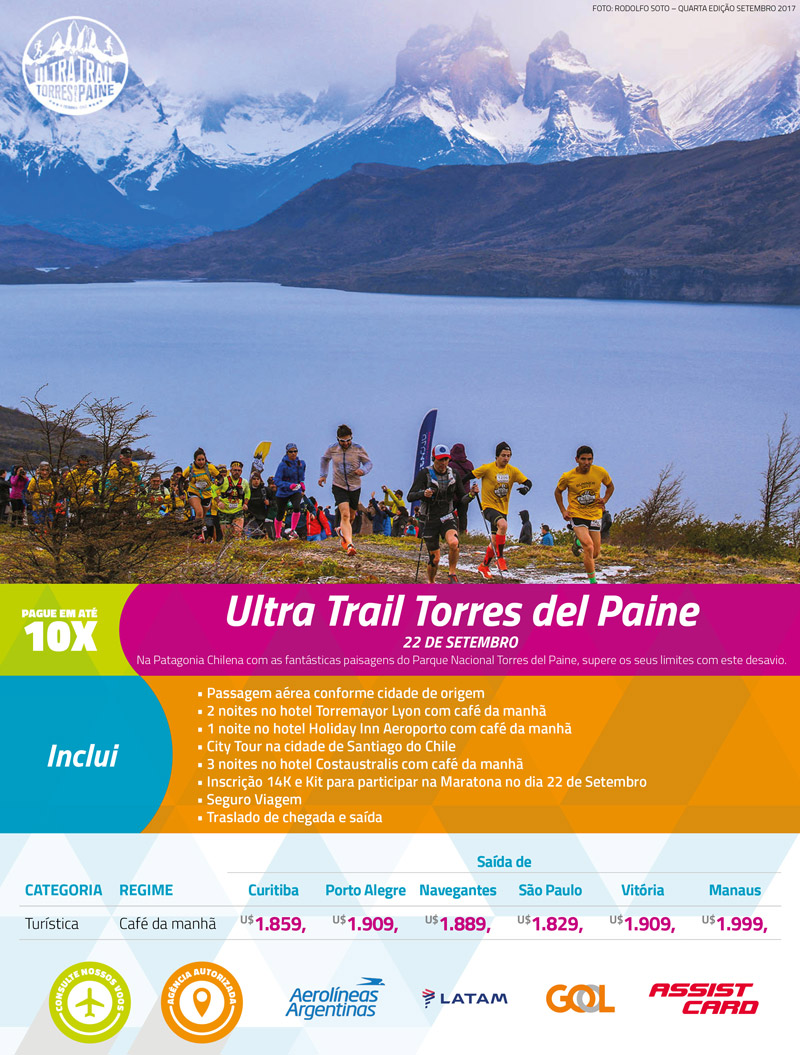 FOTO: RODOLFO SOTO – QUARTA EDIÇÃO SETEMBRO 2017
ULTRA TRAIL
TORRES DEL PAINE
PAGUE EM ATÉ
10X
Ultra Trail Torres del Paine
22 DE SETEMBRO
Na Patagonia Chilena com as fantásticas paisagens do Parque Nacional Torres del Paine, supere os seus limites com este desavio.
Inclui
• Passagem aérea conforme cidade de origem
• 2 noites no hotel Torremayor Lyon com café da manhã
• 1 noite no hotel Holiday Inn Aeroporto com café da manhã
• City Tour na cidade de Santiago do Chile
• 3 noites no hotel Costaustralis com café da manhã
• Inscrição 14K e Kit para participar na Maratona no dia 22 de Setembro
• Seguro Viagem
• Traslado de chegada e saída
Saída de
CATEGORIA REGIME Curitiba Porto Alegre Navegantes São Paulo Vitória Manaus
Turística Café da manhã U$1.859, U$1.909, U$1.889, U$1.829, U$1.909, U$1.999,
CONSULTE NOSSOS VOOS
AGÊNCIA AUTORIZADA
Aerolíneas
Argentinas
LATAM
GOL
ASSIST
CARD